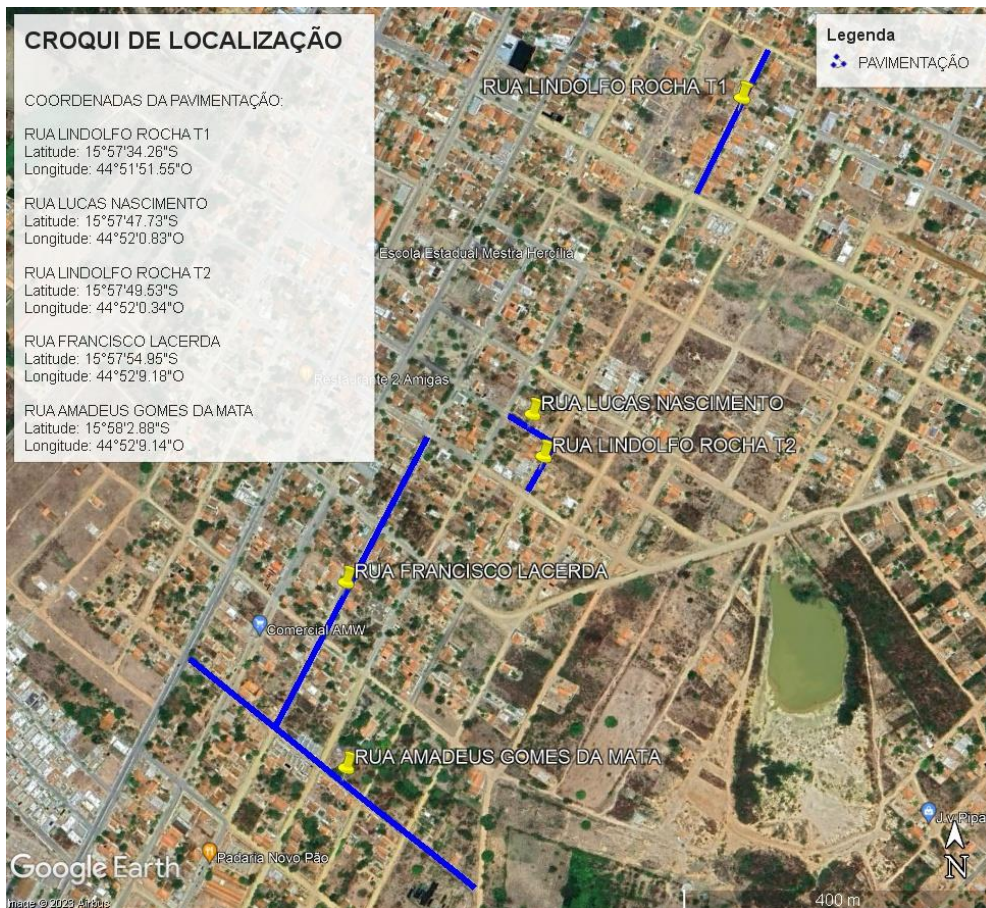 CROQUI DE LOCALIZAÇÃO
COORDENADAS DA PAVIMENTAÇÃO:
RUA LINDOLFO ROCHA T1
Latitude: 15°57'34.26"S
Longitude: 44°51'51.55"O
RUA LUCAS NASCIMENTO
Latitude: 15°57'47.73"S
Longitude: 44°52'0.83"O
RUA LINDOLFO ROCHA T2
Latitude: 15°57'49.53"S
Longitude: 44°52'0.34"O
RUA FRANCISCO LACERDA
Latitude: 15°57'54.95"S
Longitude: 44°52'9.18"O
RUA AMADEUS GOMES DA MATA
Latitude: 15°58'2.88"S
Longitude: 44°52'9.14"O
Legenda
PAVIMENTAÇÃO
RUA LINDOLFO ROCHA T1
Escola Estadual Mestra Hercília
Restaurante 2 Amigas
RUA LUCAS NASCIMENTO
RUA LINDOLFO ROCHA T2
RUA FRANCISCO LACERDA
Comercial AMW
RUA AMADEUS GOMES DA MATA
J.v. Pipa
Padaria Novo Pão
N
Google Earth
400 m
Image © 2023 Airbus